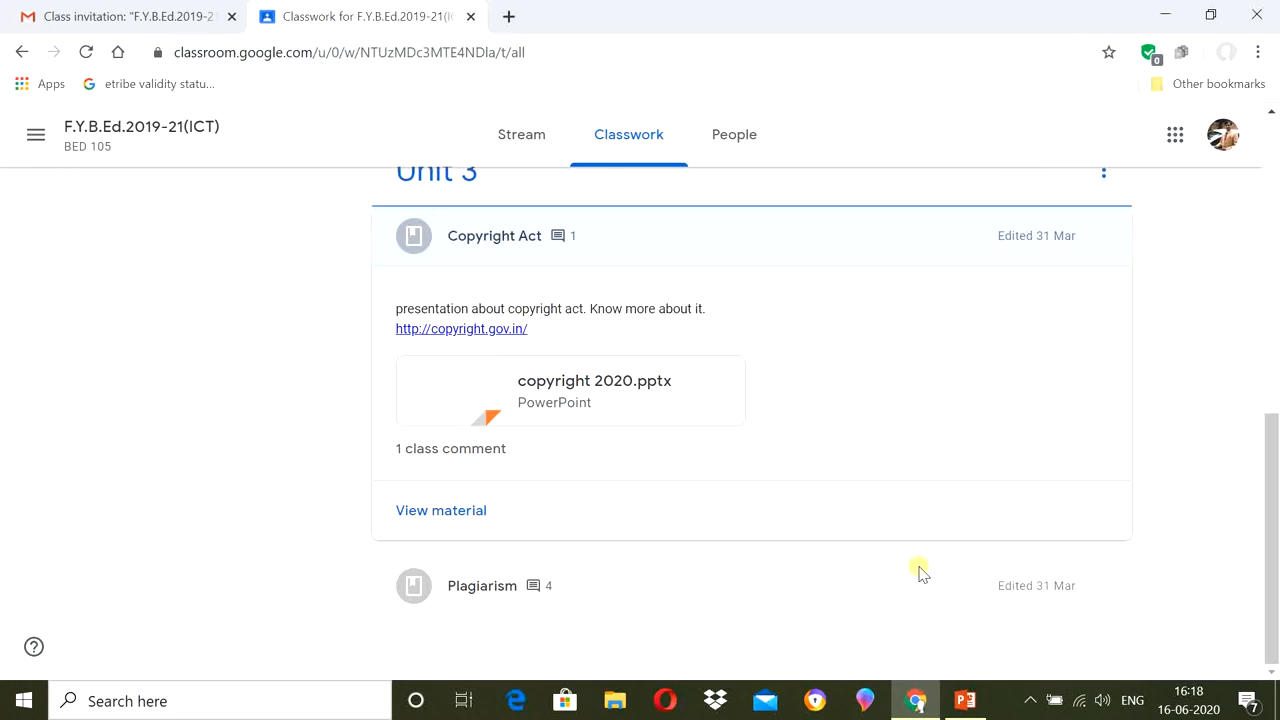 Class invitation: "F.Y.B.Ed.2019-2
Classwork for F.Y.B.Ed.2019-21(I
classroom.google.com/u/0/w/NTUzMDc3MTE4NDla/t/all
0
Apps
etribe validity statu...
Other bookmarks
F.Y.B.Ed.2019-21(ICT)
BED 105
Stream
Classwork
People
Unit 3
Copyright Act
1
Edited 31 Mar
presentation about copyright act. Know more about it.
http://copyright.gov.in/
copyright 2020.pptx
PowerPoint
1 class comment
View material
Plagiarism
4
Edited 31 Mar
Search here
ENG
16:18
16-06-2020
7